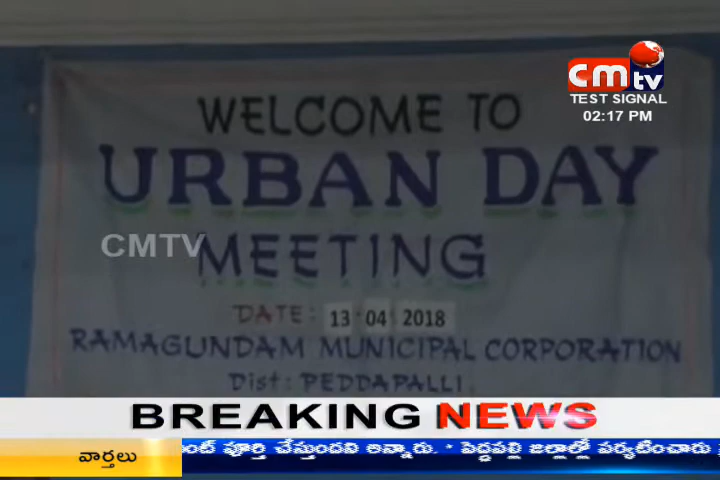 cmtv
TEST SIGNAL
02:17 PM
WELCOME TO
URBAN DAY
CMTV
MEETING
DATE: 13 04 2018
RAMAGUNDAM MUNICIPAL CORPORATION
Dist: PEDDAPALLI
BREAKING NEWS
వార్తలు
పూర్తి చేస్తుందని అన్నారు. * పెద్దపల్లి జిల్లాల్లో పర్యటించారు